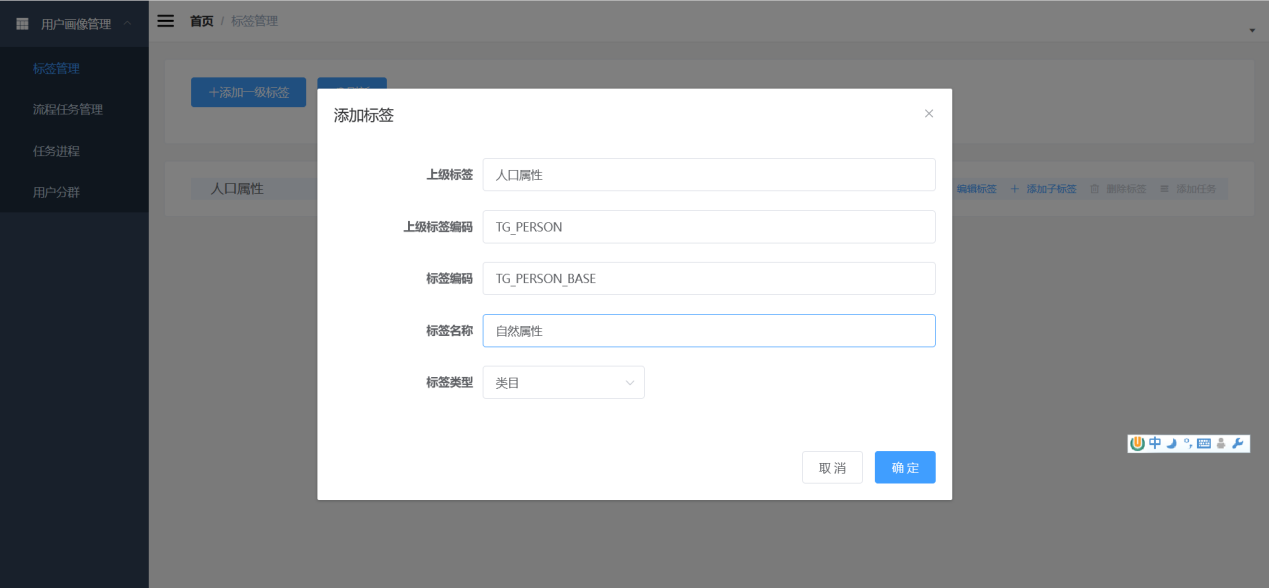 用户画像管理
首页 / 标签管理
标签管理
流程任务管理
任务进程
用户分群
+添加一级标签
添加标签
人口属性
编辑标签 + 添加子标签 删除标签 添加任务
上级标签 人口属性
上级标签编码 TG_PERSON
标签编码 TG_PERSON_BASE
标签名称 自然属性
标签类型 类目
取消 确定
中